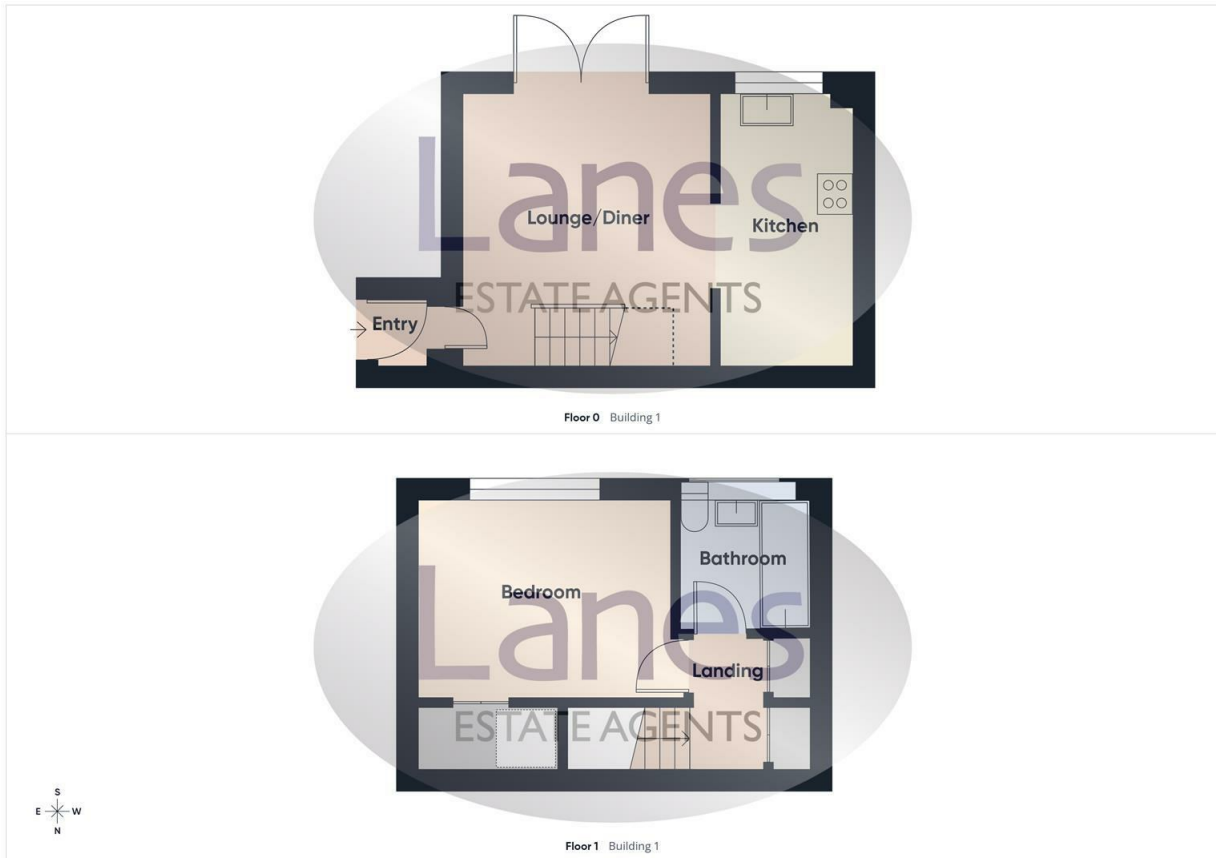 Lanes
Lounge/Diner
Kitchen
ESTATE AGENTS
Entry
Floor 0 Building 1
Bathroom
Bedroom
Lanes
Landing
ESTATE AGENTS
S
E W
N
Floor 1 Building 1